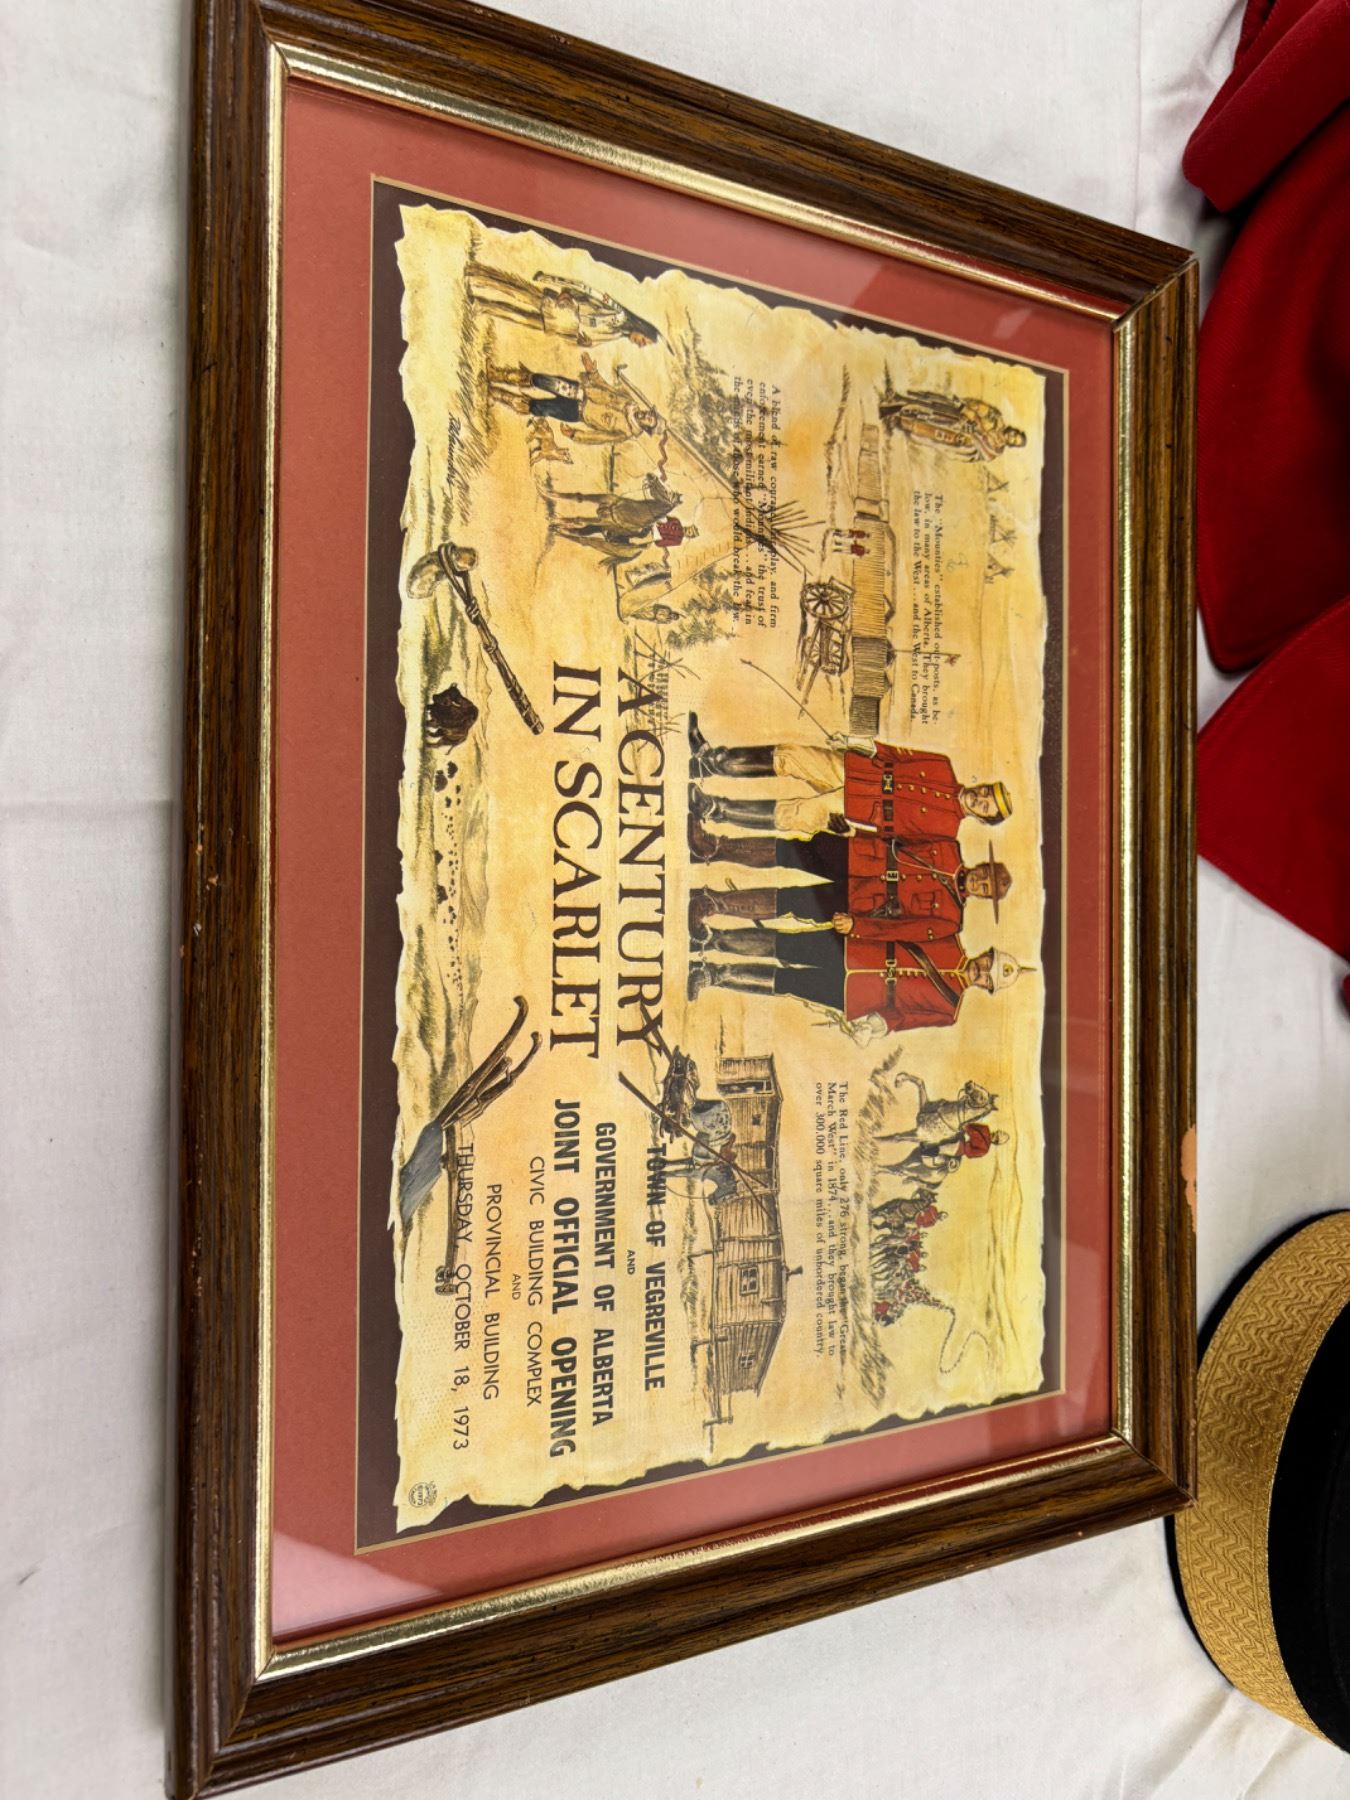 The "Mounties" established out-posts, as be-
low, in many areas of Alberta. They brought
the law to the West...and the West to Canada.
A blend of raw courage, fair play, and firm
enforcement earned "Mounties" the trust of
even the most militant Indians...and fear in
the minds of those who would break the law.
The Red Line, only 276 strong, began the "Great
March West" in 1874...and they brought law to
over 300,000 square miles of unbordered country.
A CENTURY
IN SCARLET
TOWN OF VEGREVILLE
AND
GOVERNMENT OF ALBERTA
JOINT OFFICIAL OPENING
CIVIC BUILDING COMPLEX
AND
PROVINCIAL BUILDING
THURSDAY, OCTOBER 18, 1973